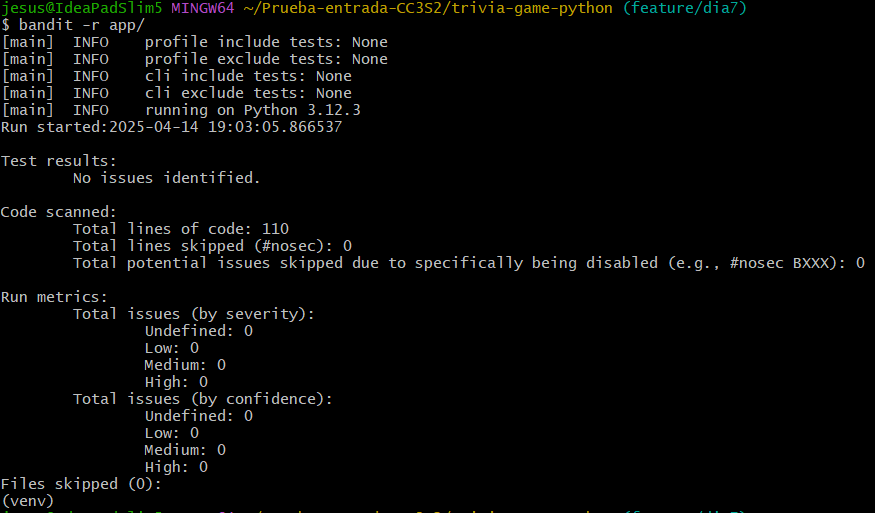 jesus@IdeaPadSlim5 MINGW64 ~/Prueba-entrada-CC3S2/trivia-game-python (feature/dia7)
$ bandit -r app/
[main]  INFO    profile include tests: None
[main]  INFO    profile exclude tests: None
[main]  INFO    cli include tests: None
[main]  INFO    cli exclude tests: None
[main]  INFO    running on Python 3.12.3
Run started:2025-04-14 19:03:05.866537

Test results:
        No issues identified.

Code scanned:
        Total lines of code: 110
        Total lines skipped (#nosec): 0
        Total potential issues skipped due to specifically being disabled (e.g., #nosec BXXX): 0

Run metrics:
        Total issues (by severity):
                Undefined: 0
                Low: 0
                Medium: 0
                High: 0
        Total issues (by confidence):
                Undefined: 0
                Low: 0
                Medium: 0
                High: 0
Files skipped (0):
(venv)